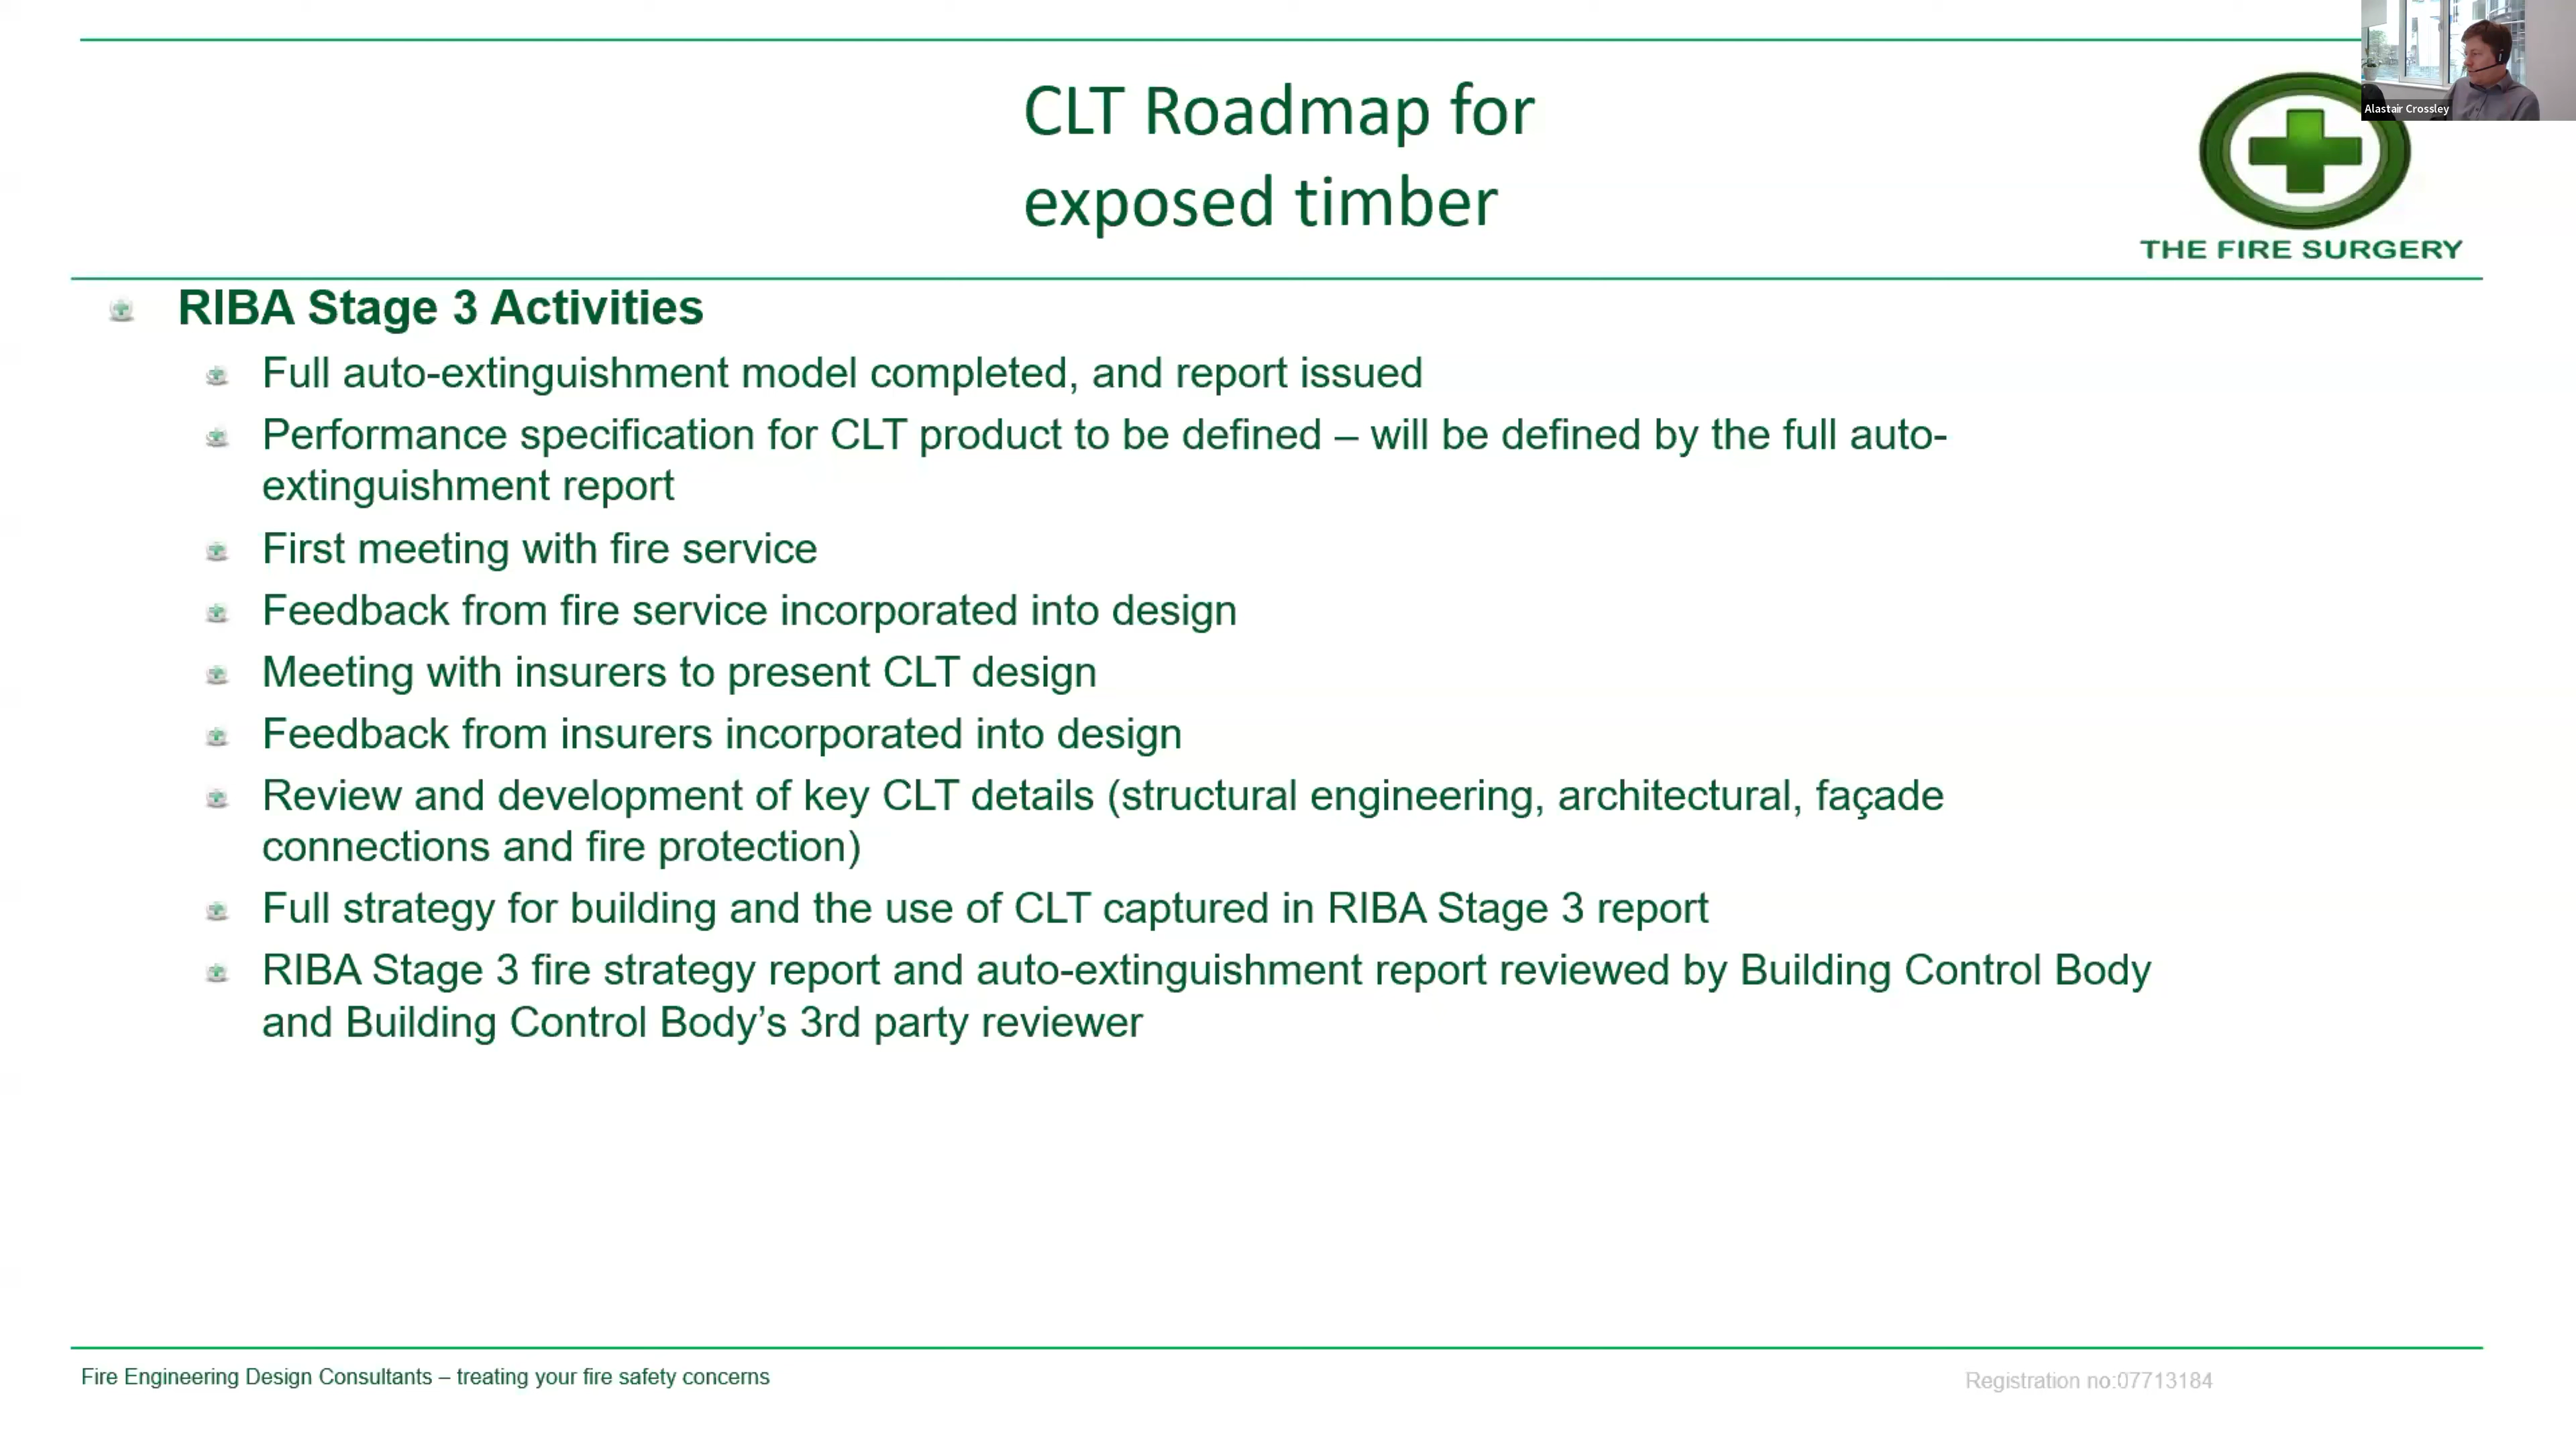 Alastair Crossley
CLT Roadmap for
exposed timber
THE FIRE SURGERY
RIBA Stage 3 Activities
Full auto-extinguishment model completed, and report issued
Performance specification for CLT product to be defined – will be defined by the full auto-
extinguishment report
First meeting with fire service
Feedback from fire service incorporated into design
Meeting with insurers to present CLT design
Feedback from insurers incorporated into design
Review and development of key CLT details (structural engineering, architectural, façade
connections and fire protection)
Full strategy for building and the use of CLT captured in RIBA Stage 3 report
RIBA Stage 3 fire strategy report and auto-extinguishment report reviewed by Building Control Body
and Building Control Body’s 3rd party reviewer
Fire Engineering Design Consultants – treating your fire safety concerns
Registration no:07713184